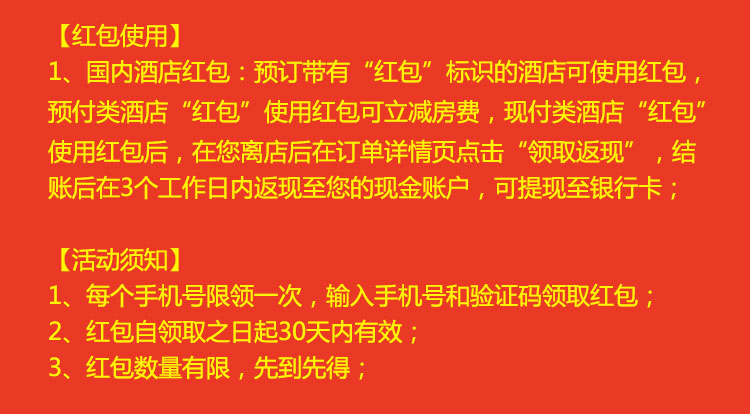 【红包使用】
1、国内酒店红包：预订带有“红包”标识的酒店可使用红包，
预付类酒店“红包”使用红包可立减房费，现付类酒店“红包”
使用红包后，在您离店后在订单详情页点击“领取返现”，结
账后在3个工作日内返现至您的现金账户，可提现至银行卡；
【活动须知】
1、每个手机号限领一次，输入手机号和验证码领取红包；
2、红包自领取之日起30天内有效；
3、红包数量有限，先到先得；